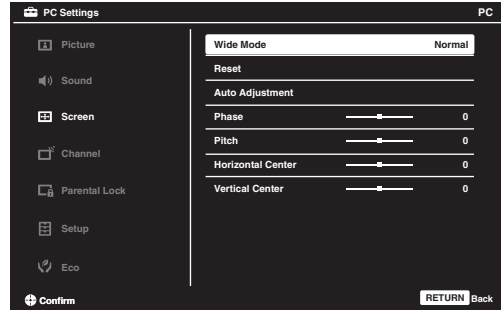 PC Settings PC
Picture
Sound
Screen
Channel
Parental Lock
Setup
Eco
Wide Mode Normal
Reset
Auto Adjustment
Phase 0
Pitch 0
Horizontal Center 0
Vertical Center 0
Confirm RETURN Back